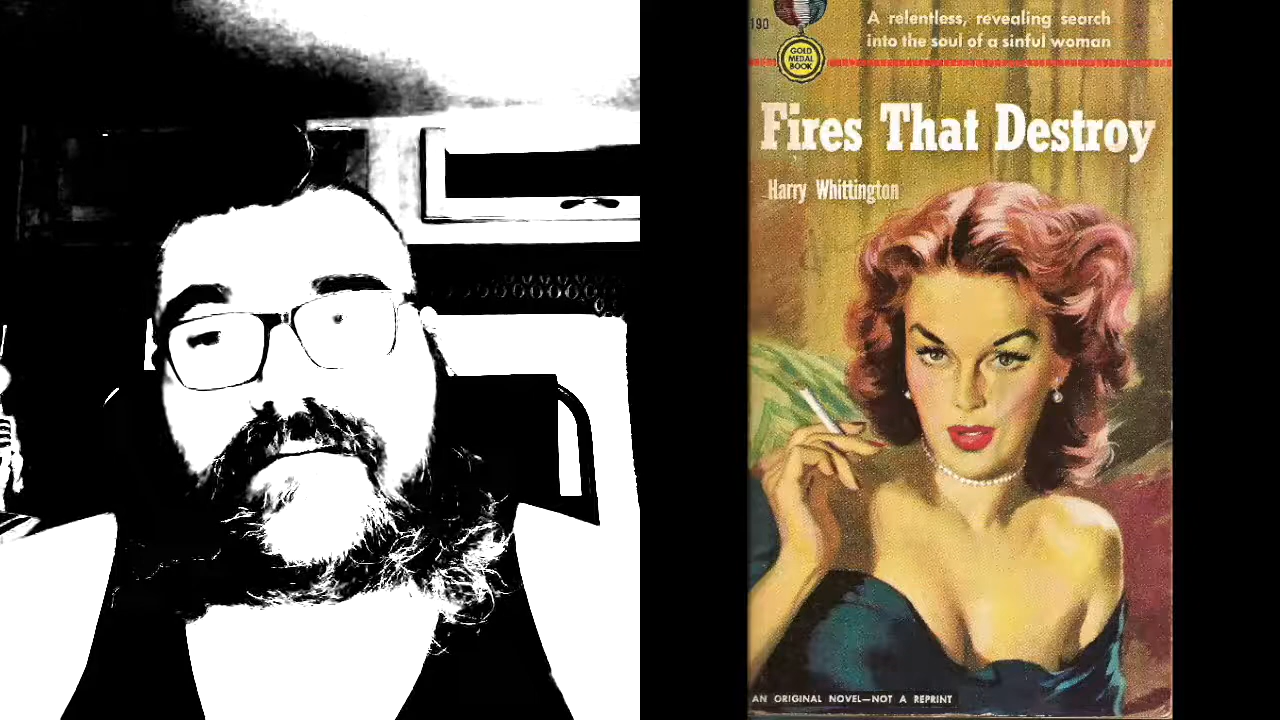 190
A relentless, revealing search
into the soul of a sinful woman
GOLD
MEDAL
BOOK
Fires That Destroy
Harry Whittington
AN ORIGINAL NOVEL—NOT A REPRINT